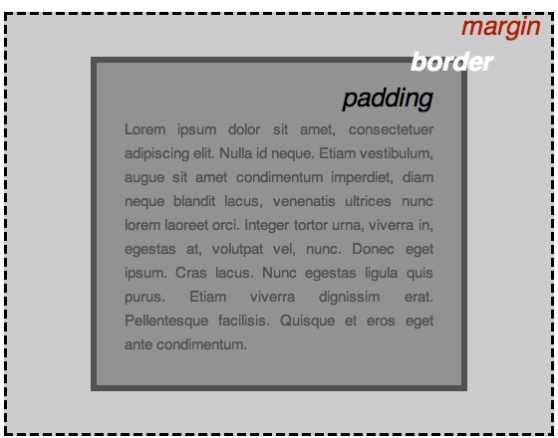 margin
border
padding
Lorem ipsum dolor sit amet, consectetuer
adipiscing elit. Nulla id neque. Etiam vestibulum,
augue sit amet condimentum imperdiet, diam
neque blandit lacus, venenatis ultrices nunc
lorem laoreet orci. Integer tortor urna, viverra in,
egestas at, volutpat vel, nunc. Donec eget
ipsum. Cras lacus. Nunc egestas ligula quis
purus. Etiam viverra dignissim erat.
Pellentesque facilisis. Quisque et eros eget
ante condimentum.